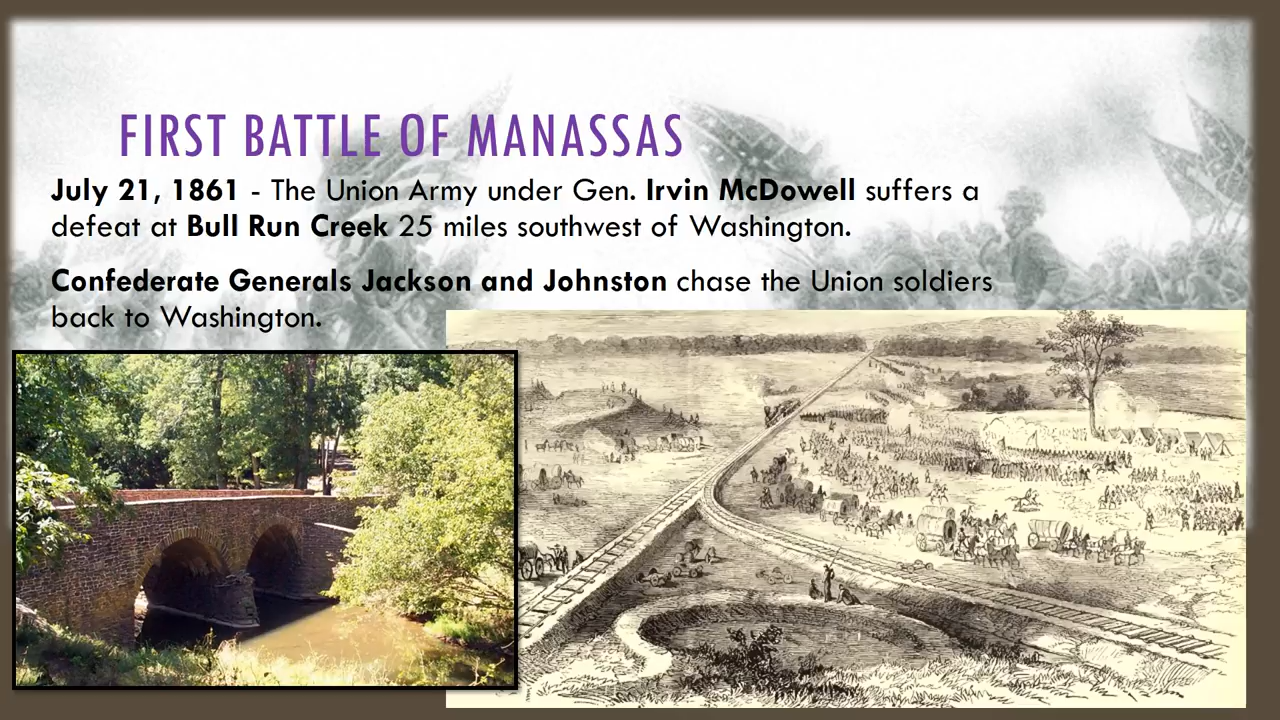 FIRST BATTLE OF MANASSAS
July 21, 1861 - The Union Army under Gen. Irvin McDowell suffers a
defeat at Bull Run Creek 25 miles southwest of Washington.
Confederate Generals Jackson and Johnston chase the Union soldiers
back to Washington.